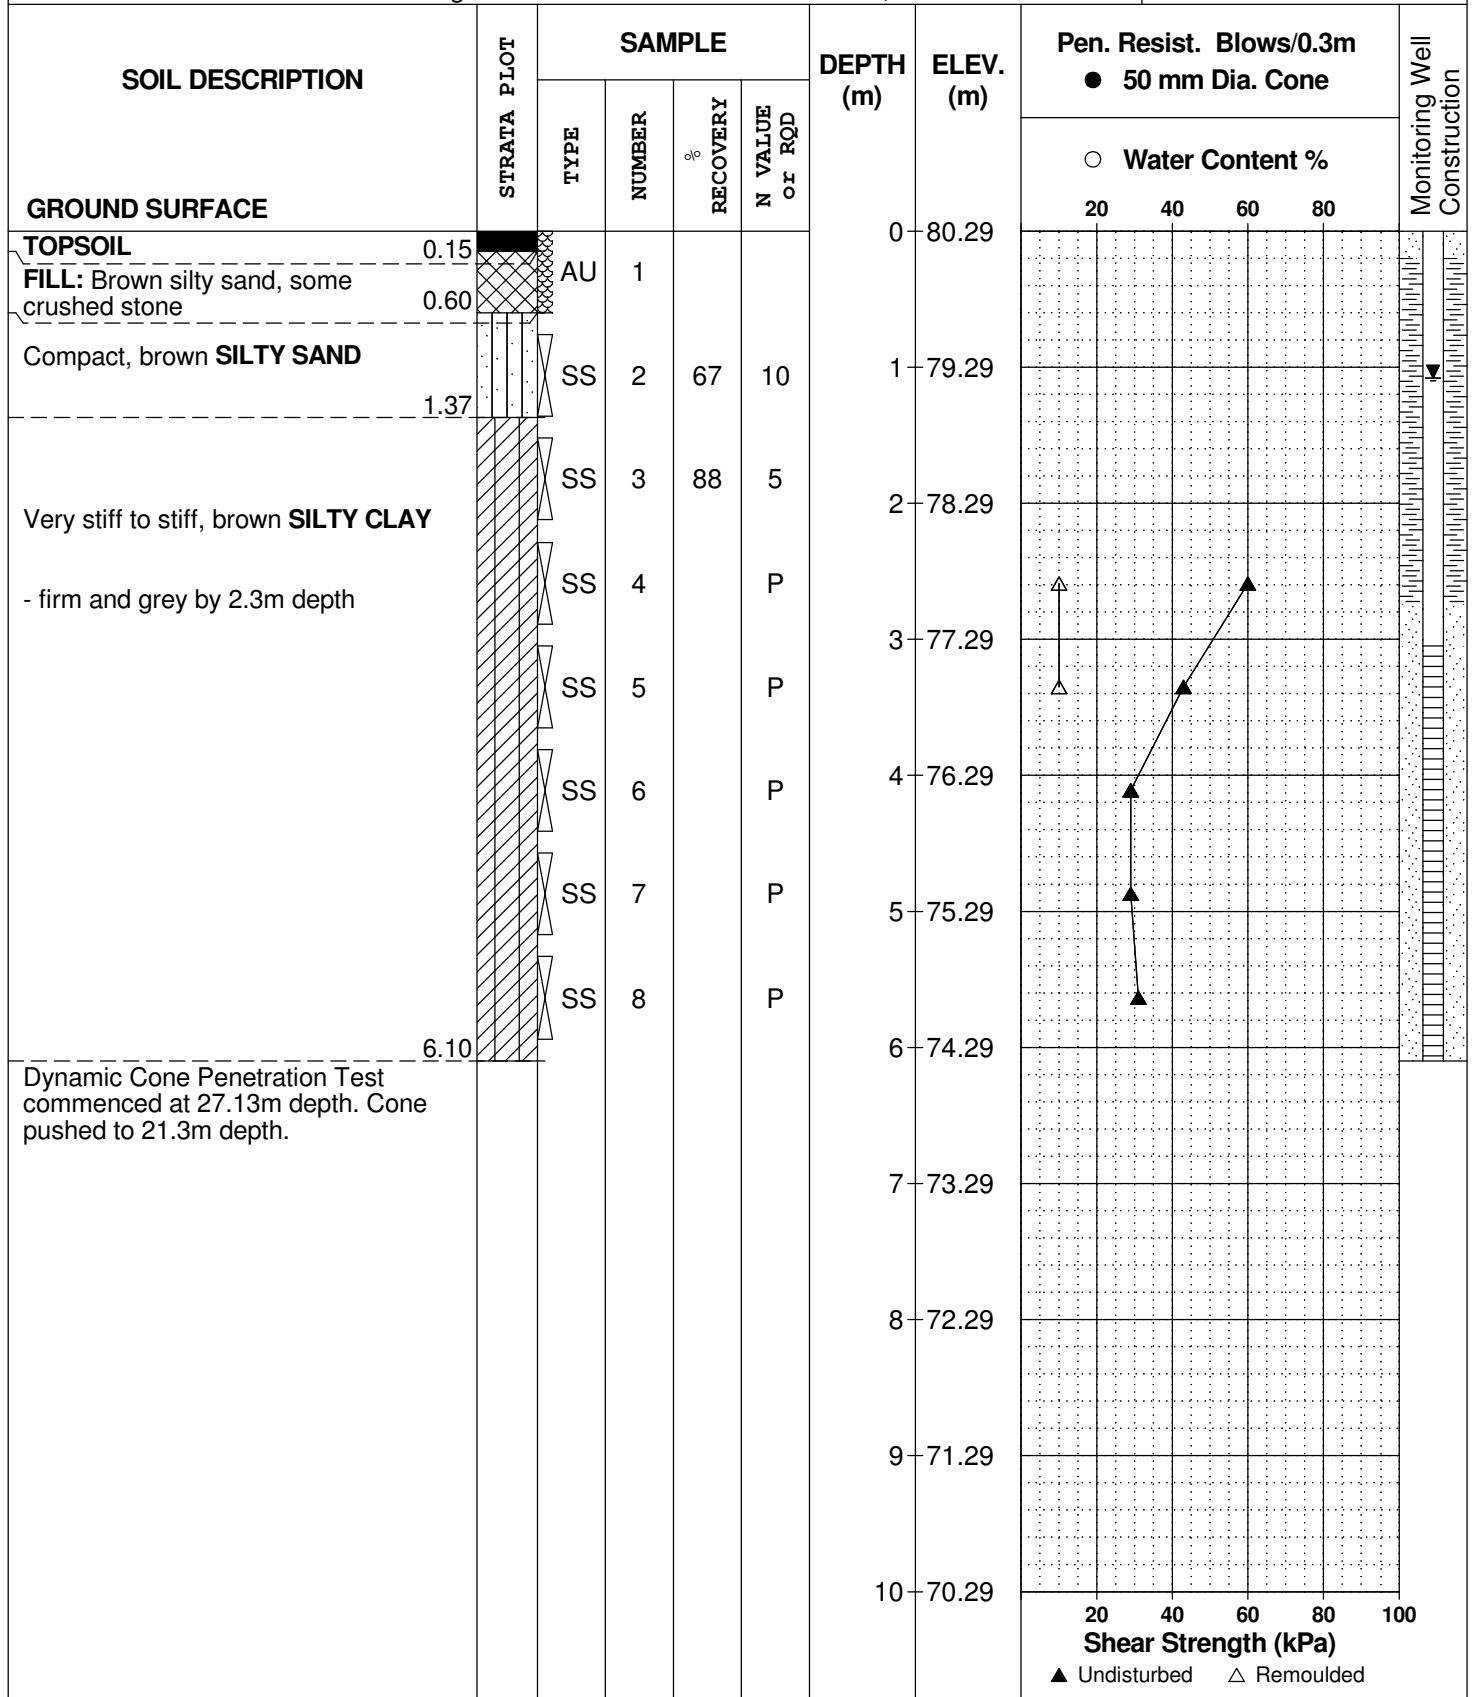 SOIL DESCRIPTION
GROUND SURFACE
STRATA PLOT
SAMPLE
TYPE
NUMBER
% RECOVERY
N VALUE or RQD
DEPTH (m)
ELEV. (m)
Pen. Resist. Blows/0.3m
● 50 mm Dia. Cone
○ Water Content %
20 40 60 80
Monitoring Well
Construction
TOPSOIL 0.15
FILL: Brown silty sand, some
crushed stone 0.60
Compact, brown SILTY SAND
1.37
Very stiff to stiff, brown SILTY CLAY
- firm and grey by 2.3m depth
6.10
Dynamic Cone Penetration Test
commenced at 27.13m depth. Cone
pushed to 21.3m depth.
AU 1
SS 2 67 10
SS 3 88 5
SS 4 P
SS 5 P
SS 6 P
SS 7 P
SS 8 P
0 80.29
1 79.29
2 78.29
3 77.29
4 76.29
5 75.29
6 74.29
7 73.29
8 72.29
9 71.29
10 70.29
20 40 60 80 100
Shear Strength (kPa)
▲ Undisturbed △ Remoulded